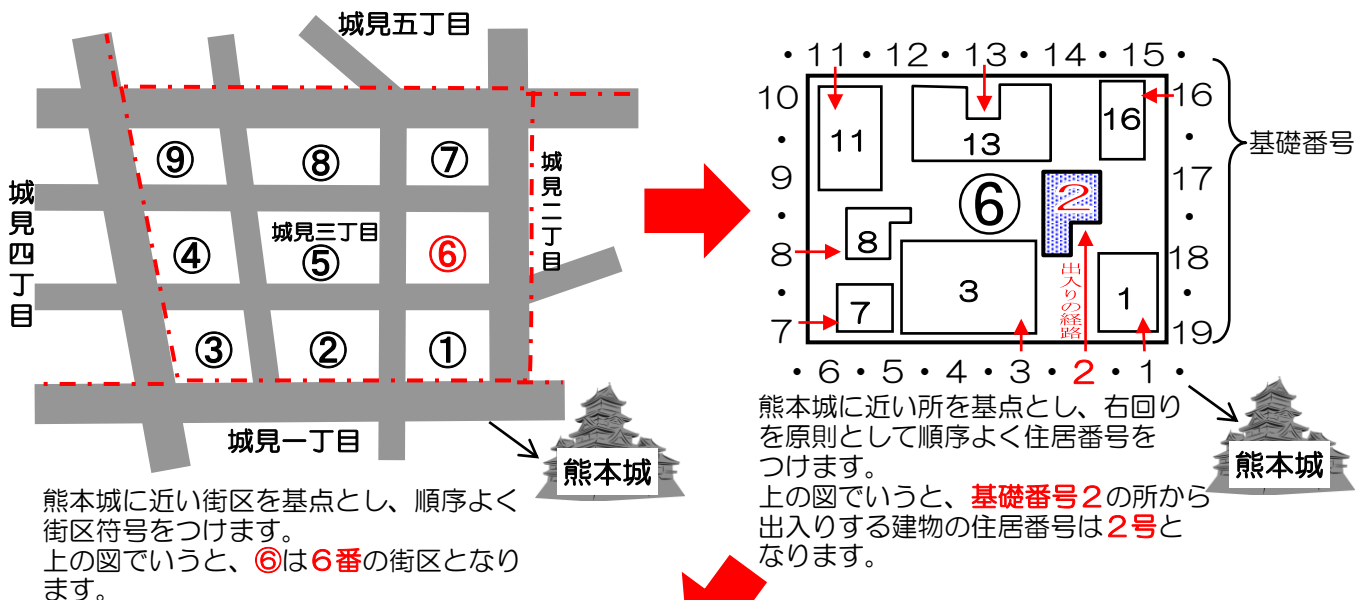 城見五丁目
⑨
⑧
⑦
城見四丁目
城見二丁目
城見三丁目
④
⑤
⑥
③
②
①
城見一丁目
熊本城
熊本城に近い街区を基点とし、順序よく
街区符号をつけます。
上の図でいうと、⑥は6番の街区となり
ます。
・11・12・13・14・15・
10
・
9
・
8
・
7
16
・
17
・
18
・
19
基礎番号
11
13
16
⑥
2
8
3
7
1
出入りの経路
・6・5・4・3・2・1・
熊本城
熊本城に近い所を基点とし、右回り
を原則として順序よく住居番号を
つけます。
上の図でいうと、基礎番号2の所から
出入りする建物の住居番号は2号と
なります。